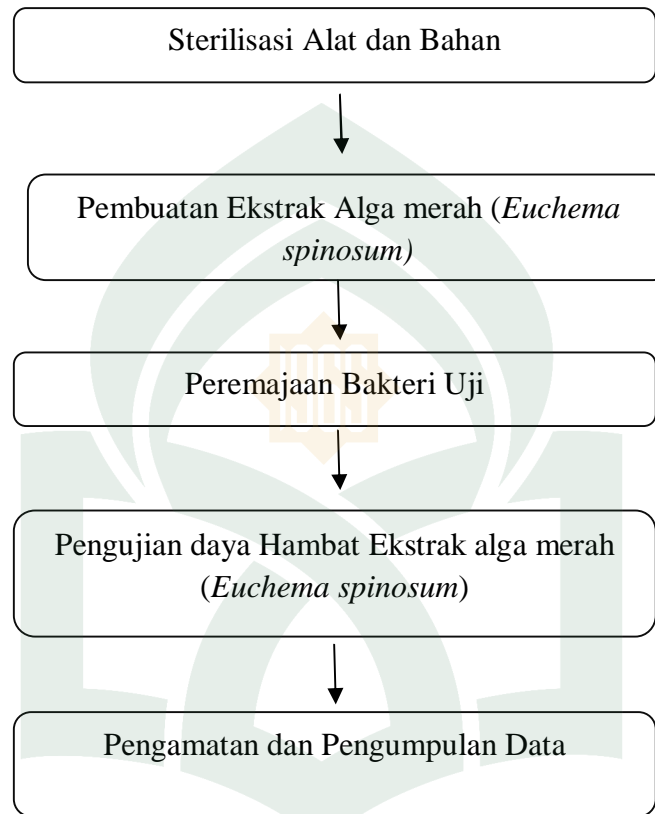 Sterilisasi Alat dan Bahan
Pembuatan Ekstrak Alga merah (Euchema
spinosum)
Peremajaan Bakteri Uji
Pengujian daya Hambat Ekstrak alga merah
(Euchema spinosum)
Pengamatan dan Pengumpulan Data